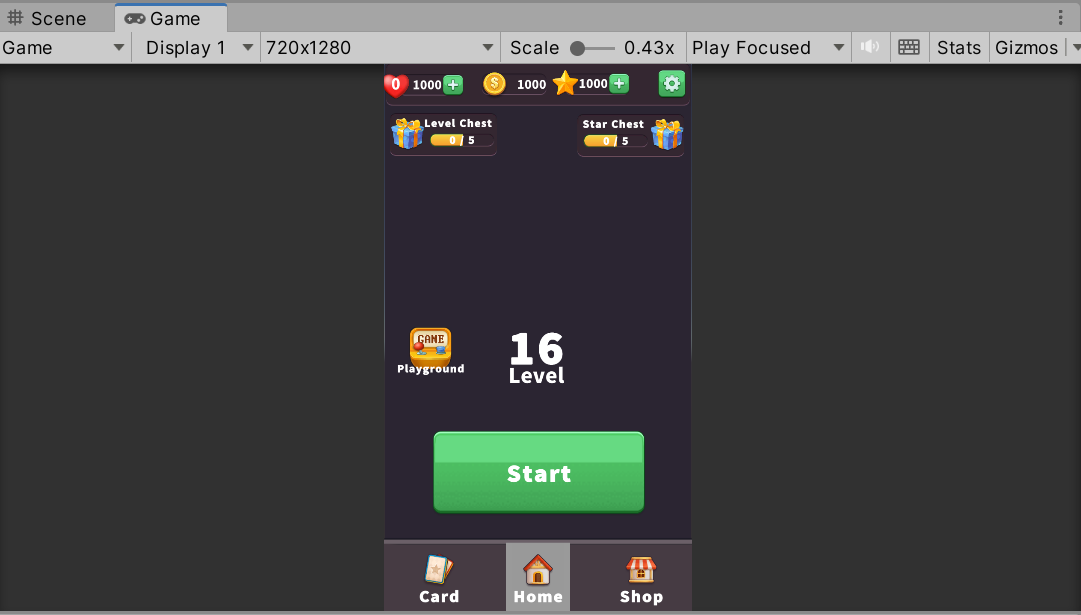 Scene Game
Game Display 1 720x1280 Scale 0.43x Play Focused Stats Gizmos
0 1000 + $ 1000 1000 +
Level Chest Star Chest
0 5 0 5
GAME
Playground
16
Level
Start
Card Home Shop